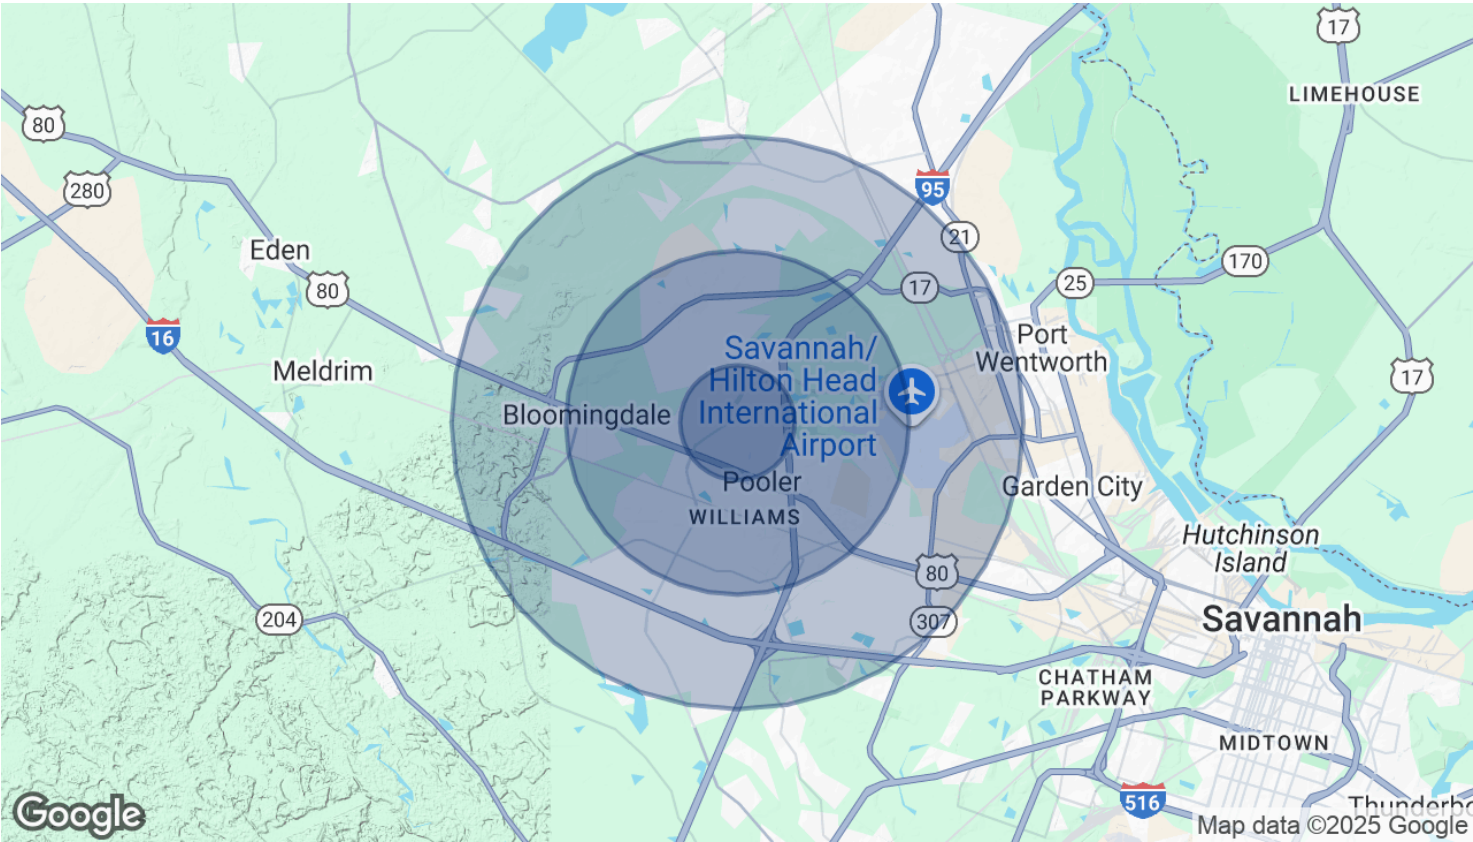 17
LIMEHOUSE
80
280
95
21
Eden
170
80
17
25
16
Port
Wentworth
Savannah/
Hilton Head
International
Airport
Meldrim
17
Bloomingdale
Pooler
WILLIAMS
Garden City
Hutchinson
Island
80
204
307
Savannah
CHATHAM
PARKWAY
MIDTOWN
516
Thunderbo
Google
Map data ©2025 Google